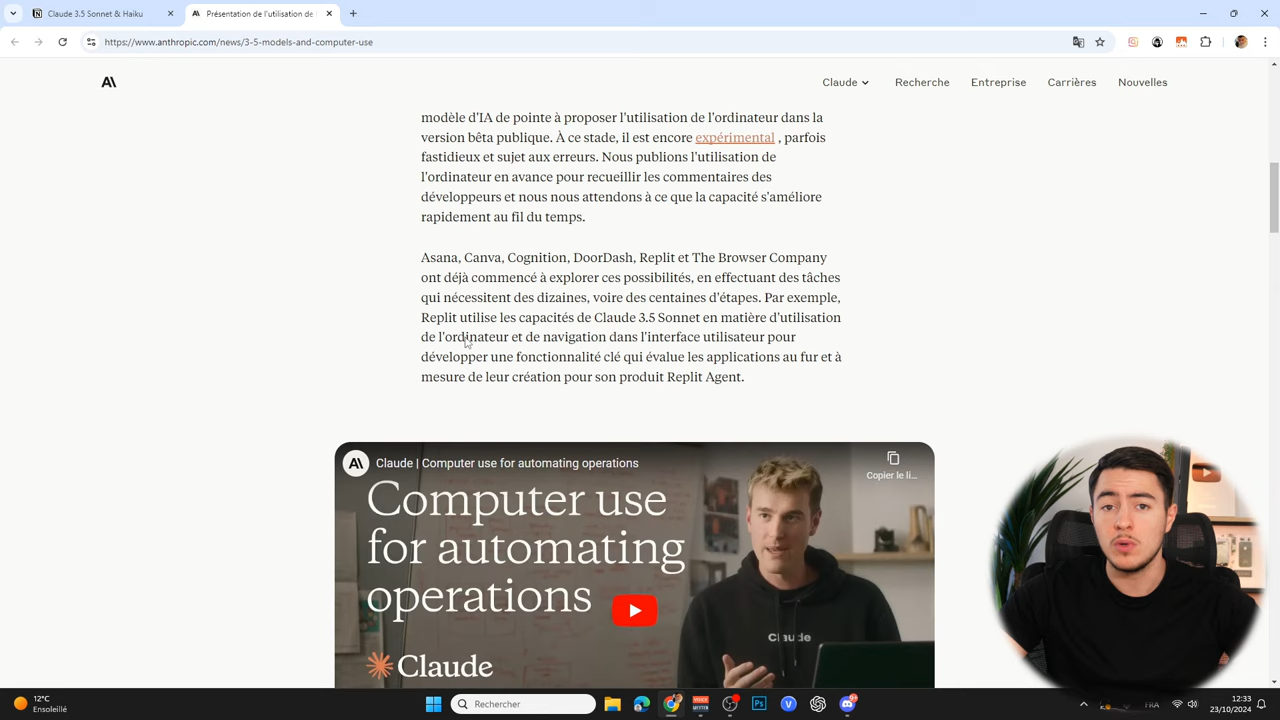 Claude 3.5 Sonnet & Haiku
Présentation de l'utilisation de
https://www.anthropic.com/news/3-5-models-and-computer-use
Claude
Recherche
Entreprise
Carrières
Nouvelles
modèle d'IA de pointe à proposer l'utilisation de l'ordinateur dans la
version bêta publique. À ce stade, il est encore expérimental , parfois
fastidieux et sujet aux erreurs. Nous publions l'utilisation de
l'ordinateur en avance pour recueillir les commentaires des
développeurs et nous nous attendons à ce que la capacité s'améliore
rapidement au fil du temps.
Asana, Canva, Cognition, DoorDash, Replit et The Browser Company
ont déjà commencé à explorer ces possibilités, en effectuant des tâches
qui nécessitent des dizaines, voire des centaines d'étapes. Par exemple,
Replit utilise les capacités de Claude 3.5 Sonnet en matière d'utilisation
de l'ordinateur et de navigation dans l'interface utilisateur pour
développer une fonctionnalité clé qui évalue les applications au fur et à
mesure de leur création pour son produit Replit Agent.
Claude | Computer use for automating operations
Copier le li...
Computer use
for automating
operations
Claude
Claude
12°C
Ensoleillé
Rechercher
FRA
12:33
23/10/2024